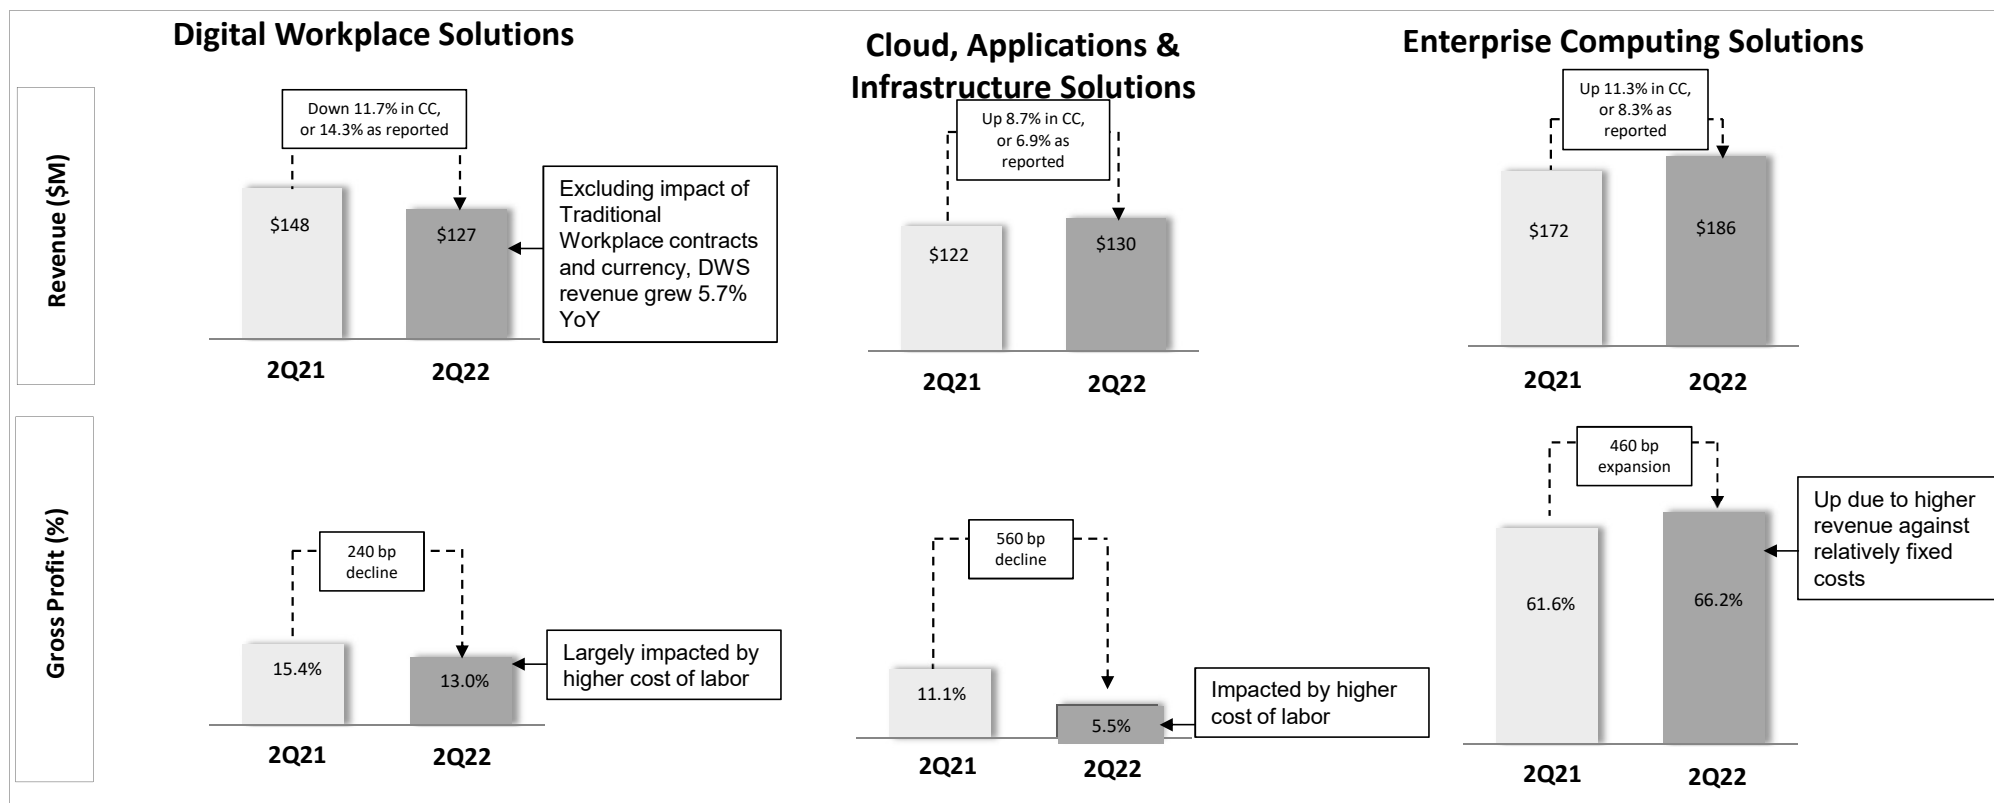 Digital Workplace Solutions
Cloud, Applications &
Infrastructure Solutions
Enterprise Computing Solutions
Revenue ($M)
Down 11.7% in CC,
or 14.3% as reported
$148
$127
2Q21
2Q22
Excluding impact of
Traditional
Workplace contracts
and currency, DWS
revenue grew 5.7%
YoY
Up 8.7% in CC,
or 6.9% as
reported
$122
$130
2Q21
2Q22
Up 11.3% in CC,
or 8.3% as
reported
$172
$186
2Q21
2Q22
Gross Profit (%)
240 bp
decline
15.4%
13.0%
2Q21
2Q22
Largely impacted by
higher cost of labor
560 bp
decline
11.1%
5.5%
2Q21
2Q22
Impacted by higher
cost of labor
460 bp
expansion
61.6%
66.2%
2Q21
2Q22
Up due to higher
revenue against
relatively fixed
costs